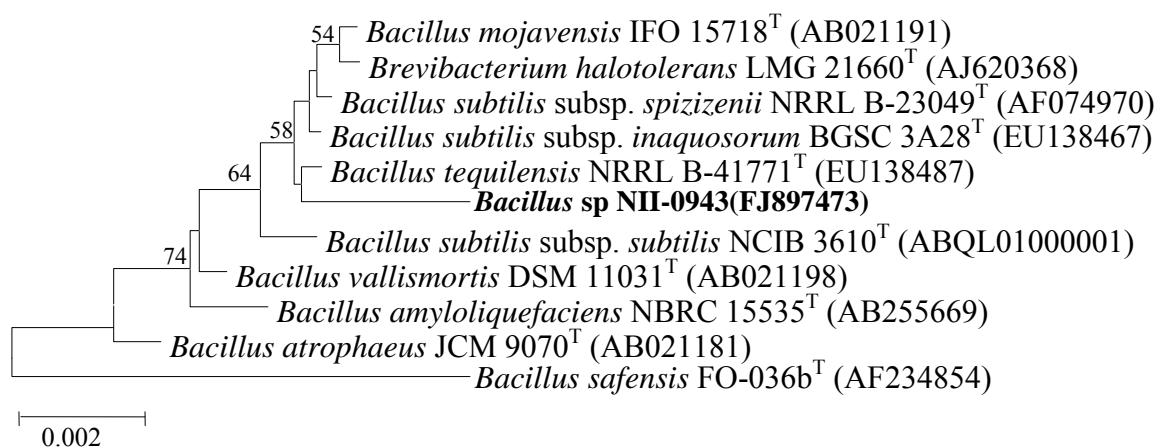 54
Bacillus mojavensis IFO 15718T (AB021191)
Brevibacterium halotolerans LMG 21660T (AJ620368)
Bacillus subtilis subsp. spizizenii NRRL B-23049T (AF074970)
58
Bacillus subtilis subsp. inaquosorum BGSC 3A28T (EU138467)
64
Bacillus tequilensis NRRL B-41771T (EU138487)
Bacillus sp NII-0943(FJ897473)
Bacillus subtilis subsp. subtilis NCIB 3610T (ABQL01000001)
74
Bacillus vallismortis DSM 11031T (AB021198)
Bacillus amyloliquefaciens NBRC 15535T (AB255669)
Bacillus atrophaeus JCM 9070T (AB021181)
Bacillus safensis FO-036bT (AF234854)
0.002